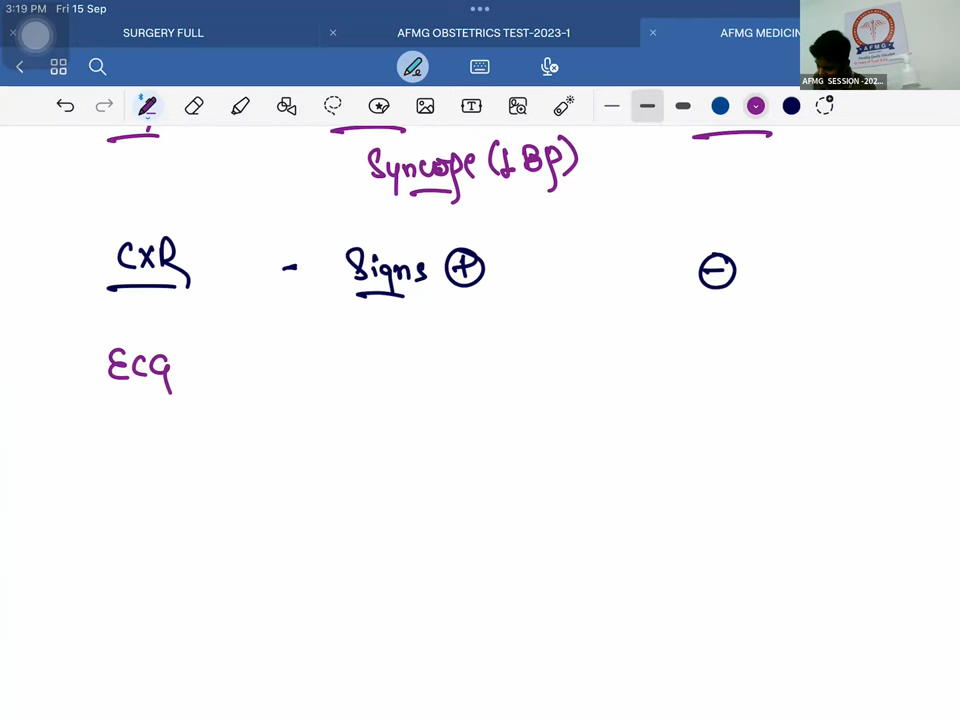 3:19 PM Fri 15 Sep
SURGERY FULL
AFMG OBSTETRICS TEST-2023-1
AFMG MEDICIN
AFMG
AFMG SESSION -202...
Syncope (↓BP)
CXR - Signs ⊕ ⊖
ECG